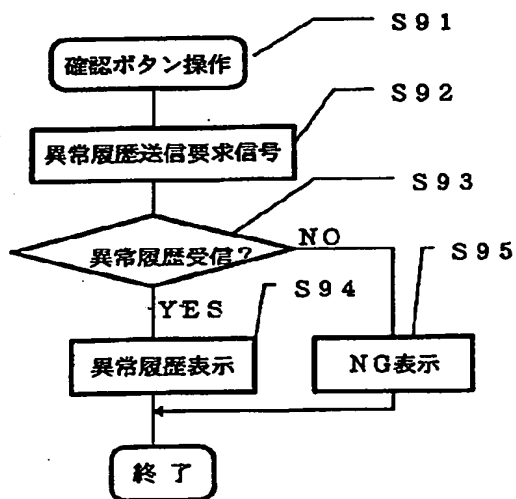 S91
確認ボタン操作
S92
異常履歴送信要求信号
S93
異常履歴受信?
NO
S95
YES
S94
異常履歴表示
NG表示
終了